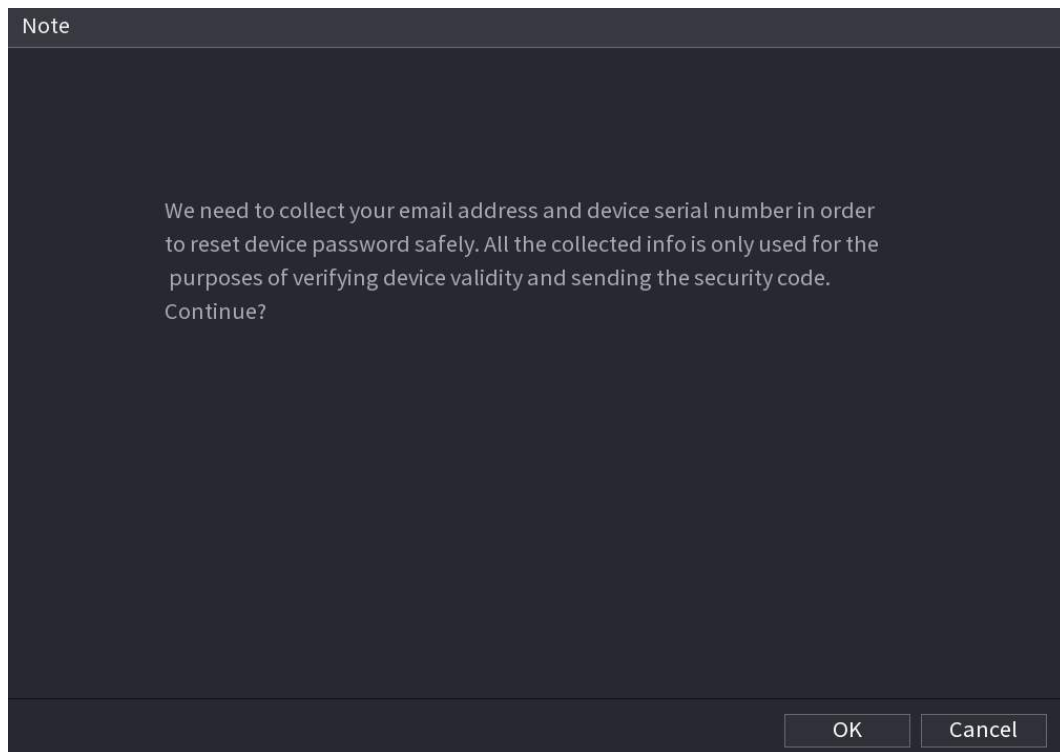 Note
We need to collect your email address and device serial number in order
to reset device password safely. All the collected info is only used for the
purposes of verifying device validity and sending the security code.
Continue?
OK
Cancel